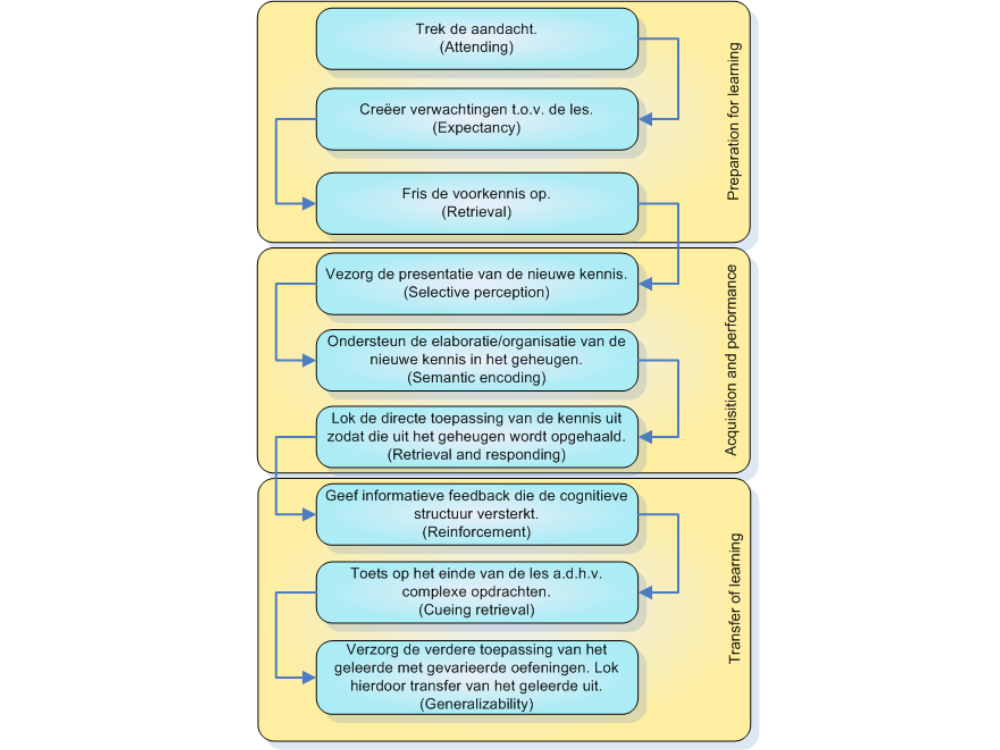 Trek de aandacht.
(Attending)
Creëer verwachtingen t.o.v. de les.
(Expectancy)
Fris de voorkennis op.
(Retrieval)
Preparation for learning
Vezorg de presentatie van de nieuwe kennis.
(Selective perception)
Ondersteun de elaboratie/organisatie van de
nieuwe kennis in het geheugen.
(Semantic encoding)
Lok de directe toepassing van de kennis uit
zodat die uit het geheugen wordt opgehaald.
(Retrieval and responding)
Acquisition and performance
Geef informatieve feedback die de cognitieve
structuur versterkt.
(Reinforcement)
Toets op het einde van de les a.d.h.v.
complexe opdrachten.
(Cueing retrieval)
Verzorg de verdere toepassing van het
geleerde met gevarieerde oefeningen. Lok
hierdoor transfer van het geleerde uit.
(Generalizability)
Transfer of learning